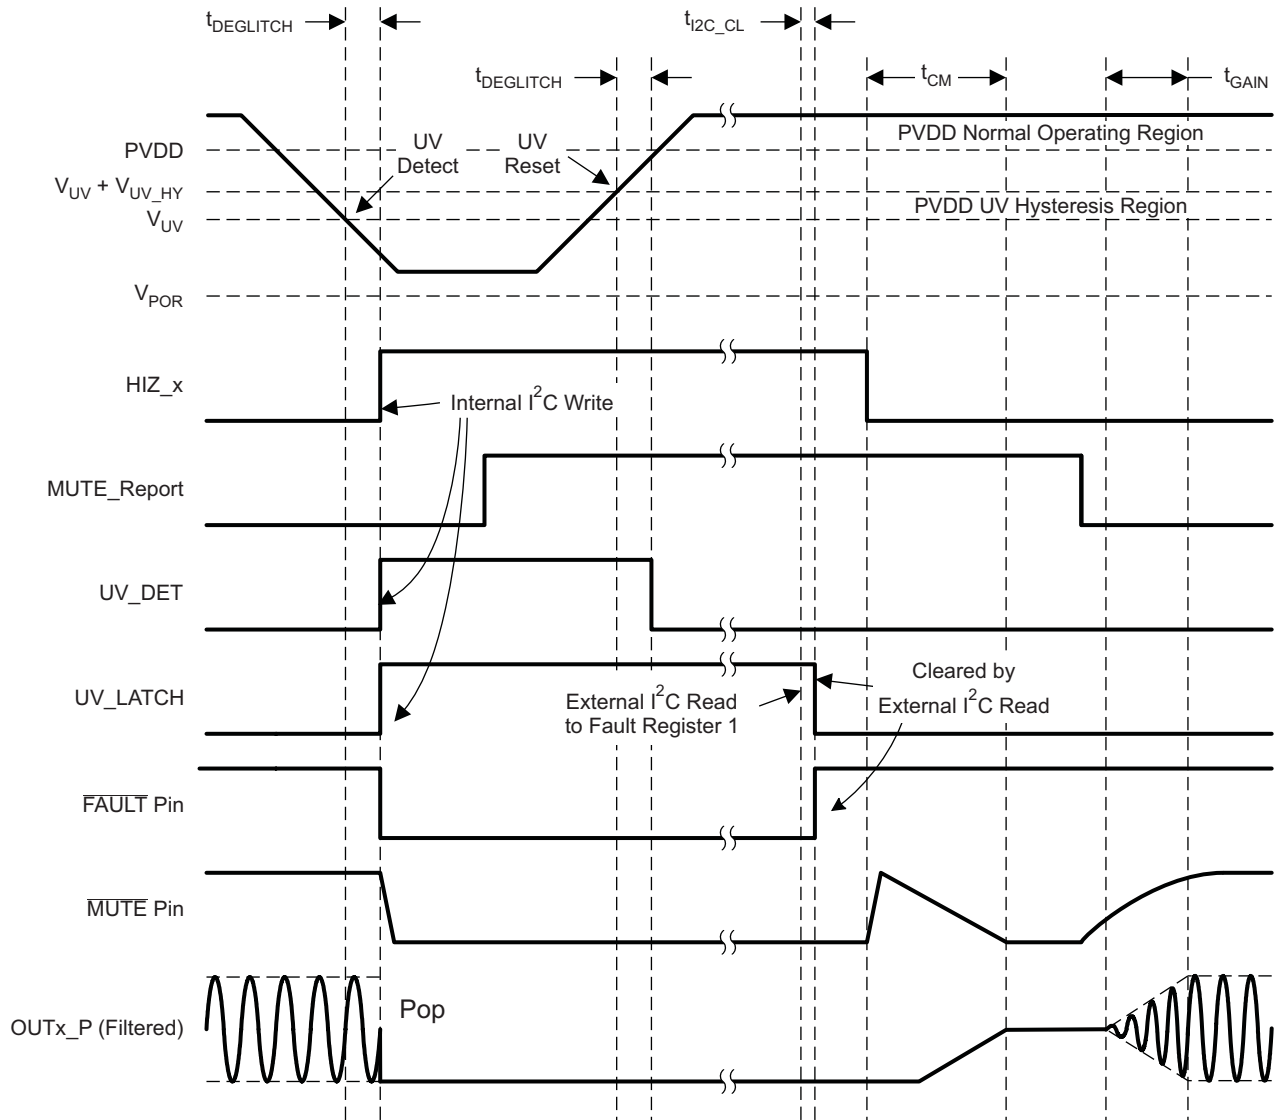 tDEGLITCH
tI2C_CL
tDEGLITCH
tCM
tGAIN
PVDD Normal Operating Region
PVDD
UV
Detect
UV
Reset
VUV + VUV_HY
PVDD UV Hysteresis Region
VUV
VPOR
HIZ_x
Internal I2C Write
MUTE_Report
UV_DET
UV_LATCH
External I2C Read
to Fault Register 1
Cleared by
External I2C Read
FAULT Pin
MUTE Pin
Pop
OUTx_P (Filtered)